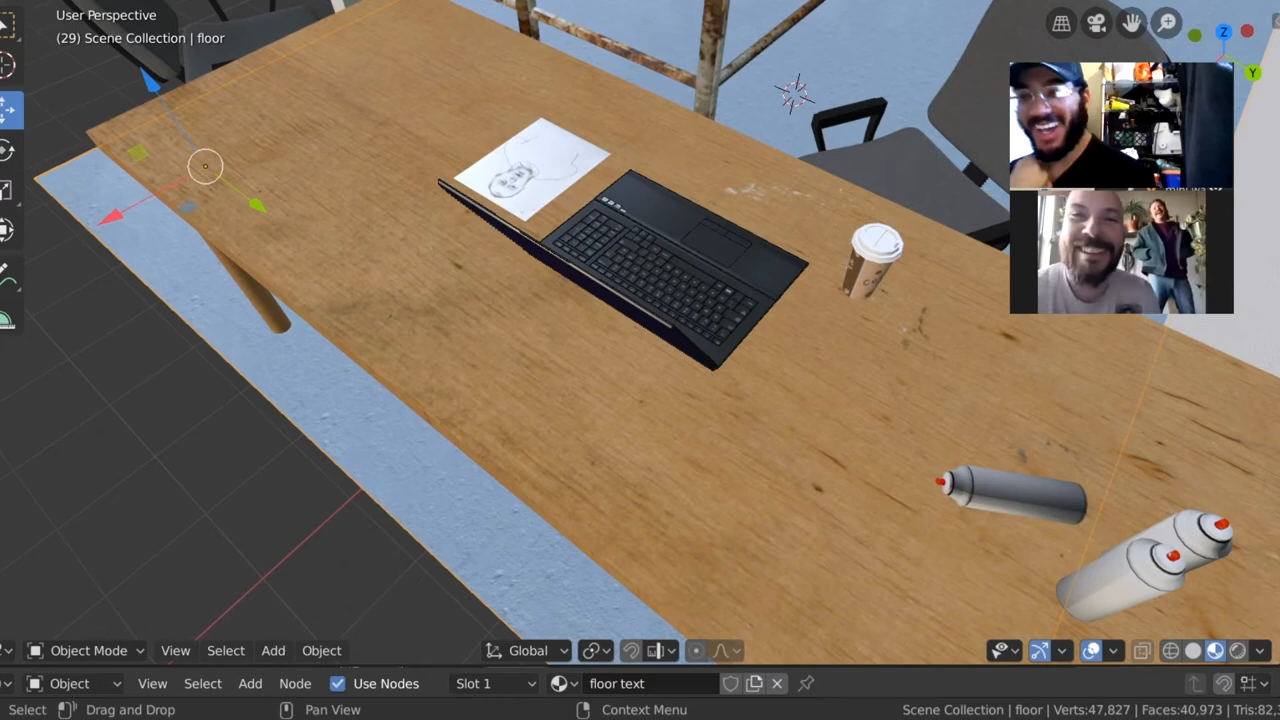 User Perspective
(29) Scene Collection | floor
Z
Y
Object Mode
View
Select
Add
Object
Global
Object
View
Select
Add
Node
Use Nodes
Slot 1
floor text
Select
Drag and Drop
Pan View
Context Menu
Scene Collection | floor | Verts:47,827 | Faces:40,973 | Tris:82,